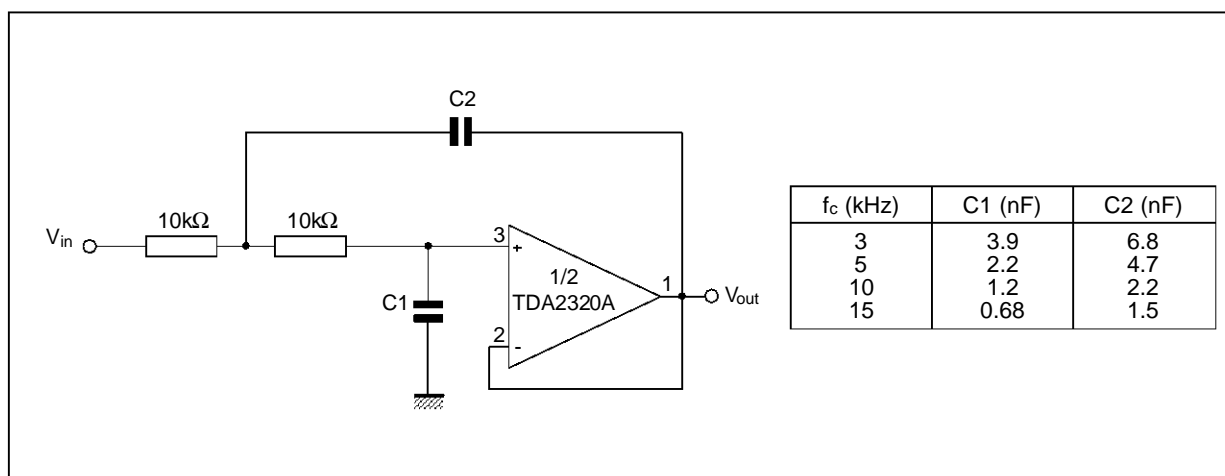 C2
10kΩ
10kΩ
Vin
3
+
1/2
TDA2320A
1
Vout
C1
2
-
fc (kHz) C1 (nF) C2 (nF)
3 3.9 6.8
5 2.2 4.7
10 1.2 2.2
15 0.68 1.5